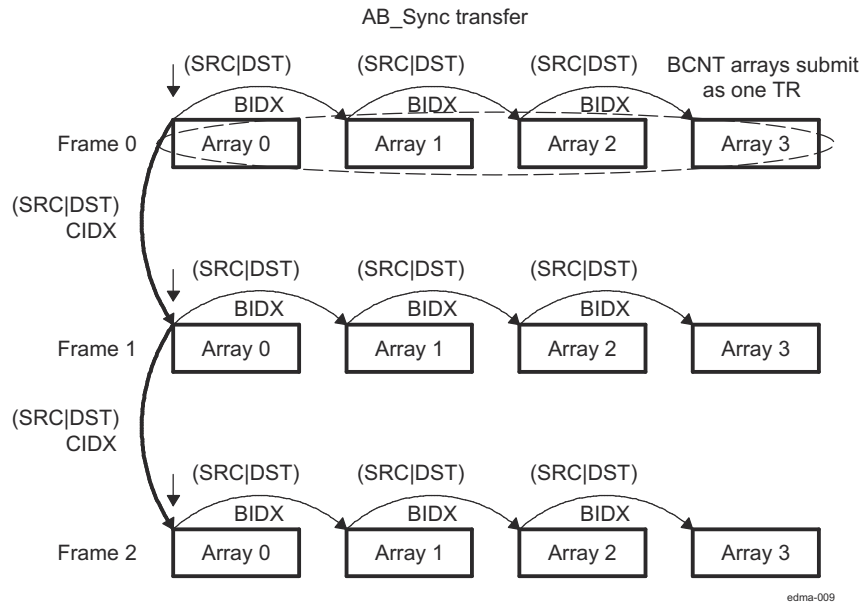 AB_Sync transfer
(SRC|DST) (SRC|DST) (SRC|DST) BCNT arrays submit
as one TR
BIDX BIDX BIDX
Frame 0 Array 0 Array 1 Array 2 Array 3
(SRC|DST)
CIDX
(SRC|DST) (SRC|DST) (SRC|DST)
BIDX BIDX BIDX
Frame 1 Array 0 Array 1 Array 2 Array 3
(SRC|DST)
CIDX
(SRC|DST) (SRC|DST) (SRC|DST)
BIDX BIDX BIDX
Frame 2 Array 0 Array 1 Array 2 Array 3
edma-009